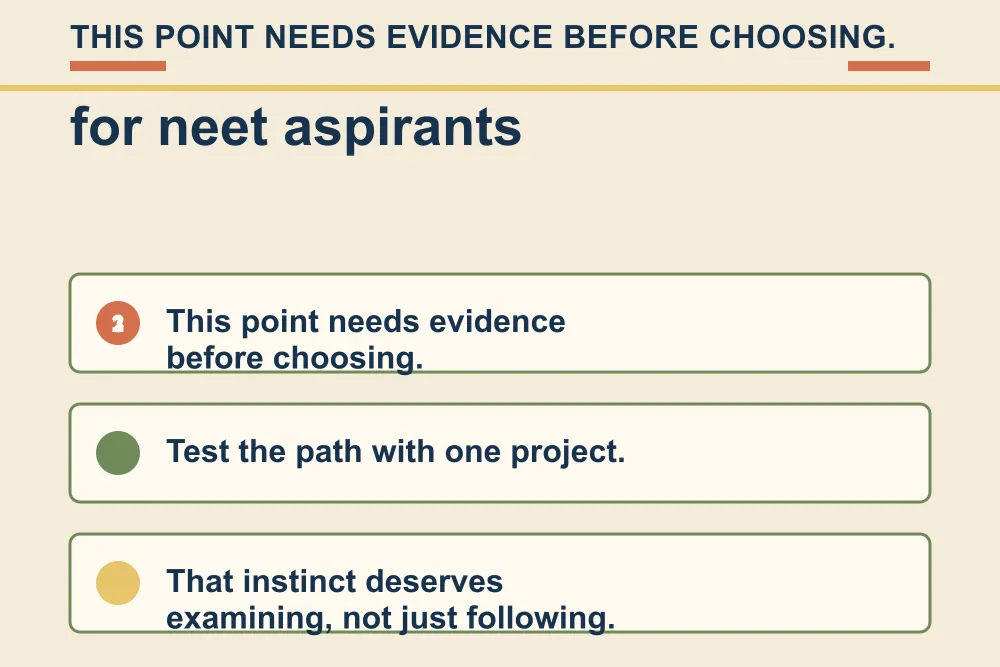 THIS POINT NEEDS EVIDENCE BEFORE CHOOSING.
for neet aspirants
This point needs evidence
before choosing.
Test the path with one project.
That instinct deserves
examining, not just following.